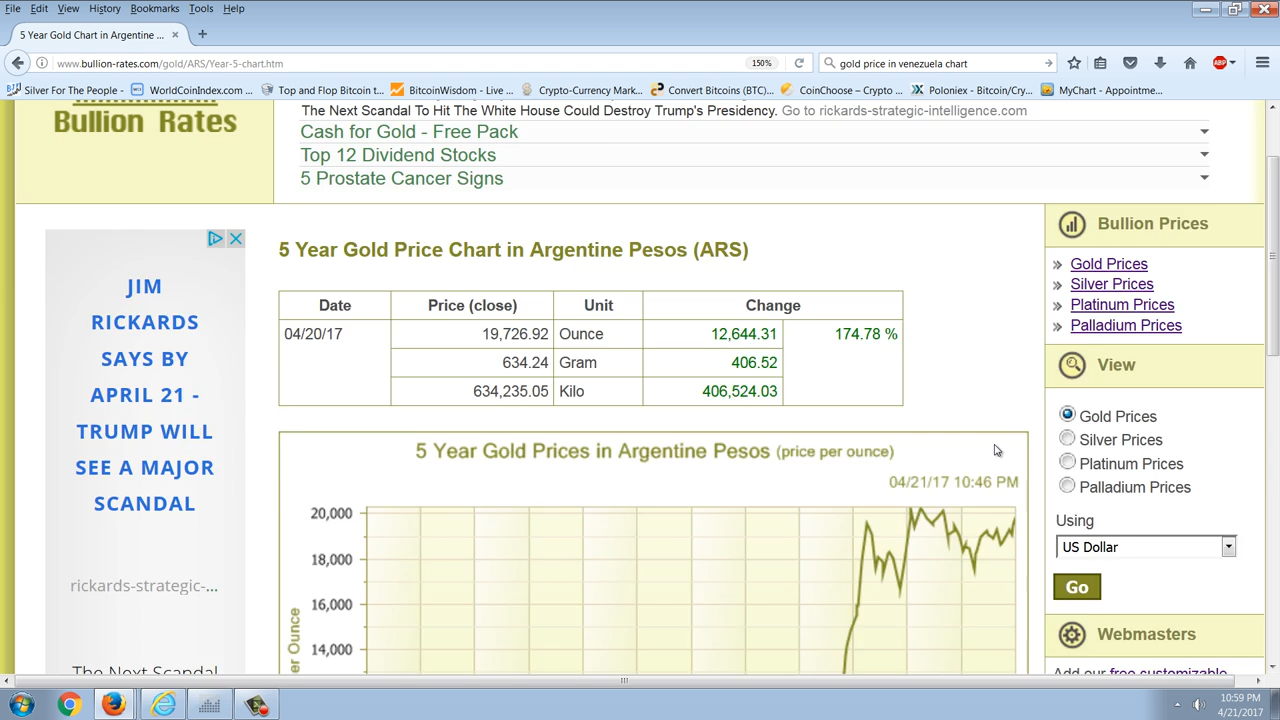 File Edit View History Bookmarks Tools Help
5 Year Gold Chart in Argentine ...
www.bullion-rates.com/gold/ARS/Year-5-chart.htm 150% gold price in venezuela chart ABP
Silver For The People - WorldCoinIndex.com ... Top and Flop Bitcoin t... BitcoinWisdom - Live ... Crypto-Currency Mark... Convert Bitcoins (BTC)... CoinChoose – Crypto ... Poloniex - Bitcoin/Cry... MyChart - Appointme...
Bullion Rates
The Next Scandal To Hit The White House Could Destroy Trump's Presidency. Go to rickards-strategic-intelligence.com
Cash for Gold - Free Pack
Top 12 Dividend Stocks
5 Prostate Cancer Signs
JIM
RICKARDS
SAYS BY
APRIL 21 -
TRUMP WILL
SEE A MAJOR
SCANDAL
rickards-strategic-...
The Next Scandal
5 Year Gold Price Chart in Argentine Pesos (ARS)
Date Price (close) Unit Change
04/20/17 19,726.92 Ounce 12,644.31 174.78 %
634.24 Gram 406.52
634,235.05 Kilo 406,524.03
5 Year Gold Prices in Argentine Pesos (price per ounce)
04/21/17 10:46 PM
20,000
18,000
16,000
14,000
er Ounce
Bullion Prices
Gold Prices
Silver Prices
Platinum Prices
Palladium Prices
View
Gold Prices
Silver Prices
Platinum Prices
Palladium Prices
Using
US Dollar
Go
Webmasters
Add our free customizable
10:59 PM
4/21/2017